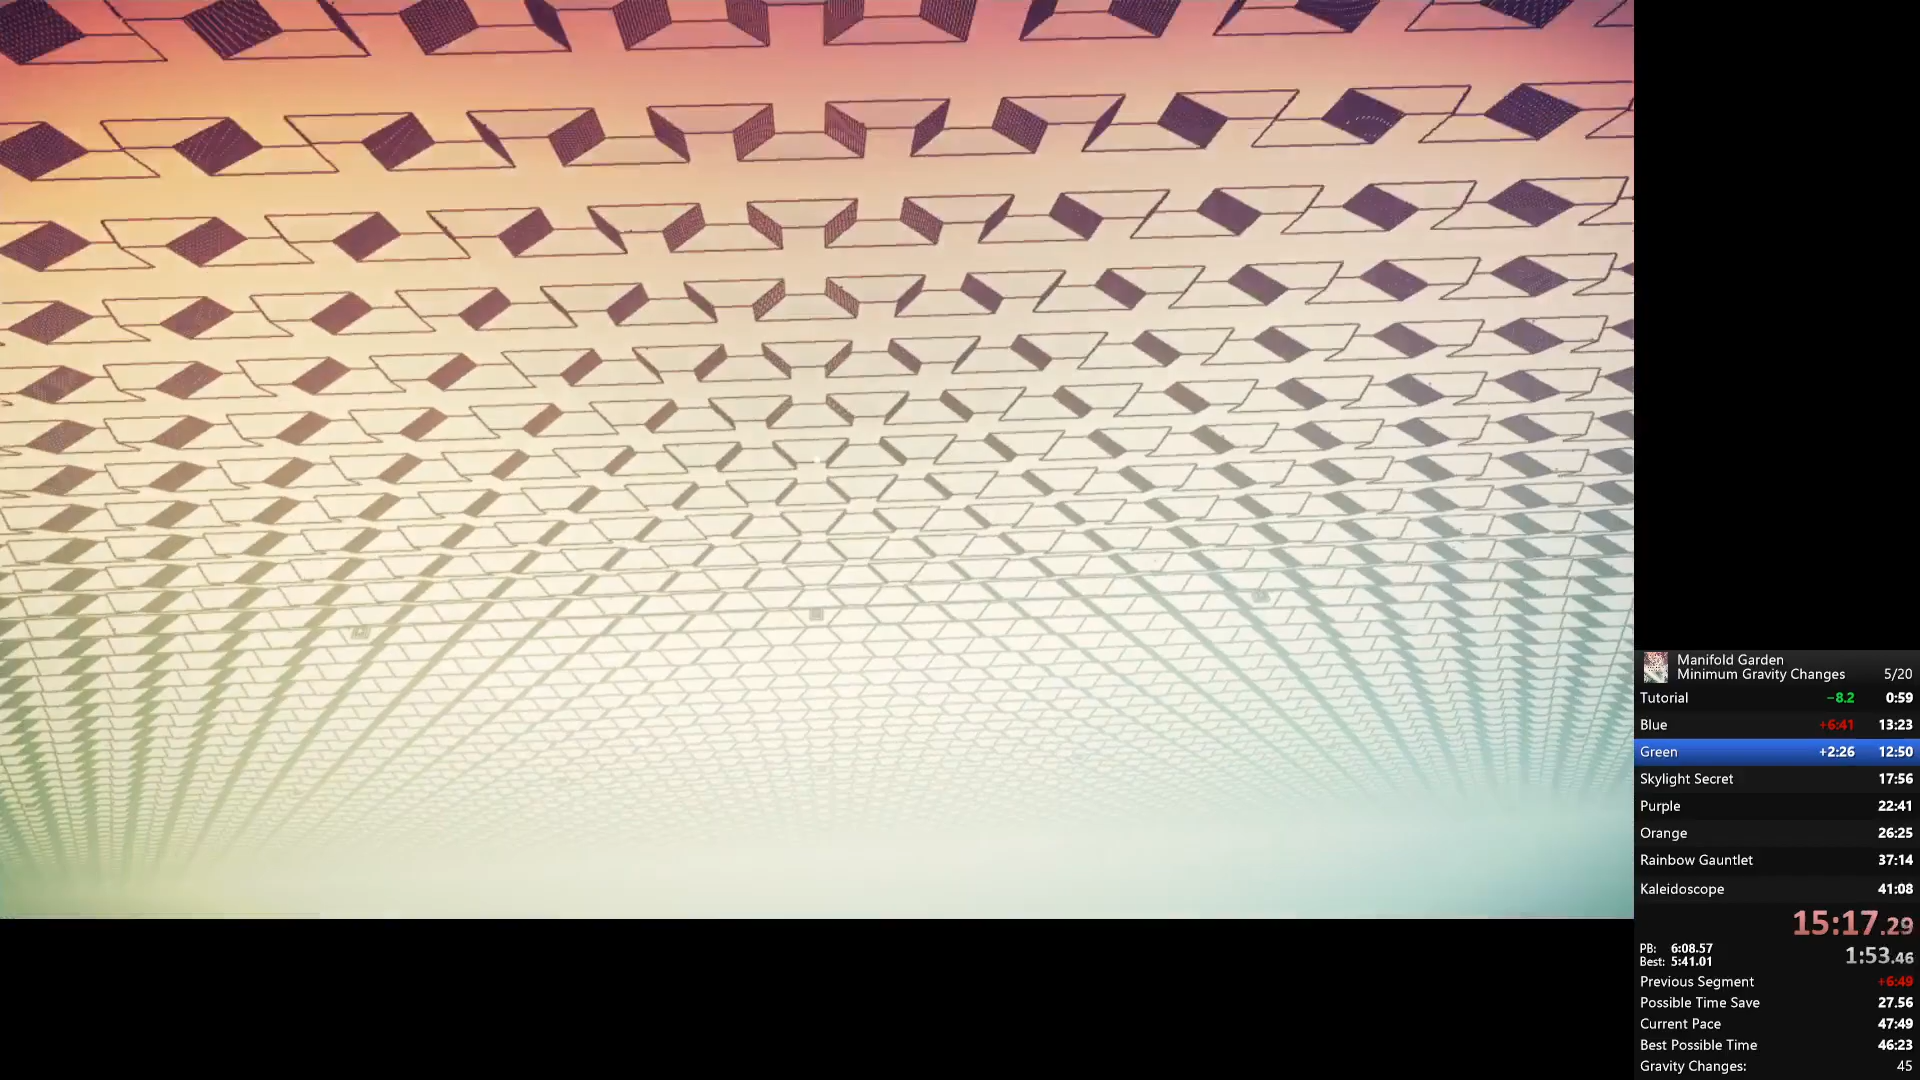 Manifold Garden
Minimum Gravity Changes 5/20
Tutorial −8.2 0:59
Blue +6:41 13:23
Green +2:26 12:50
Skylight Secret 17:56
Purple 22:41
Orange 26:25
Rainbow Gauntlet 37:14
Kaleidoscope 41:08
15:17.29
PB: 6:08.57
Best: 5:41.01
1:53.46
Previous Segment +6:49
Possible Time Save 27.56
Current Pace 47:49
Best Possible Time 46:23
Gravity Changes: 45